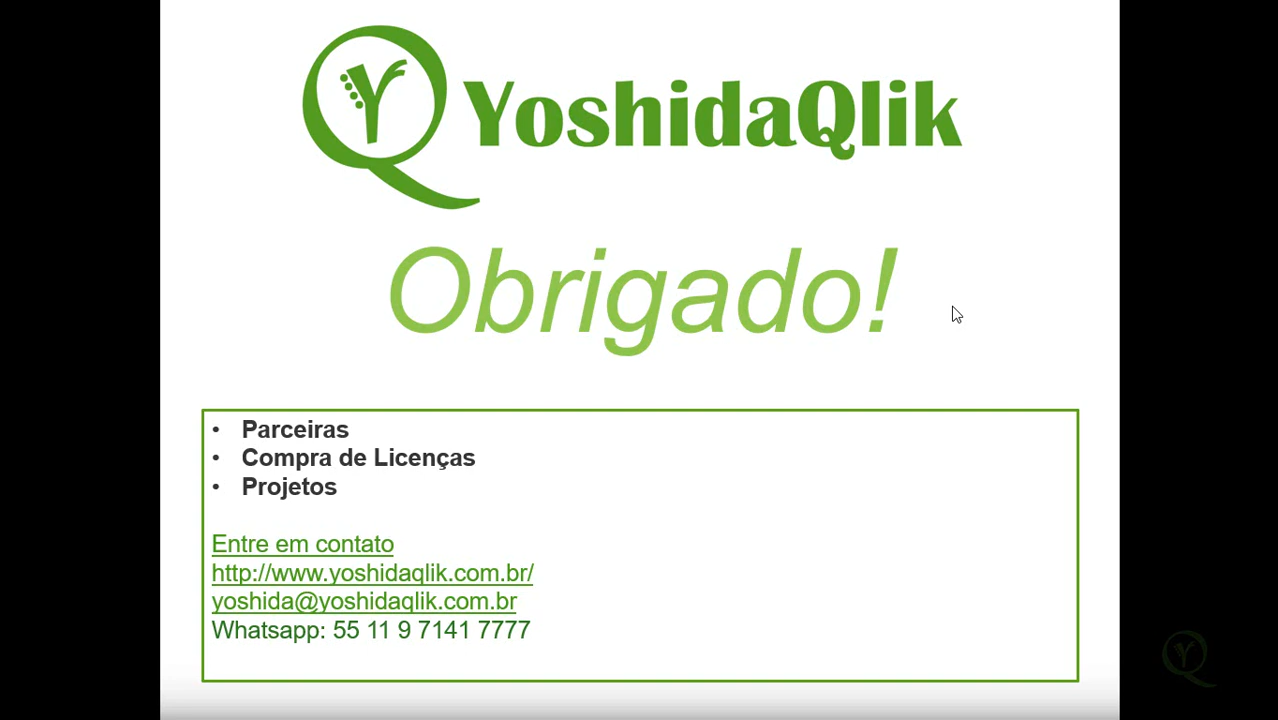 YoshidaQlik
Obrigado!
• Parceiras
• Compra de Licenças
• Projetos
Entre em contato
http://www.yoshidaqlik.com.br/
yoshida@yoshidaqlik.com.br
Whatsapp: 55 11 9 7141 7777